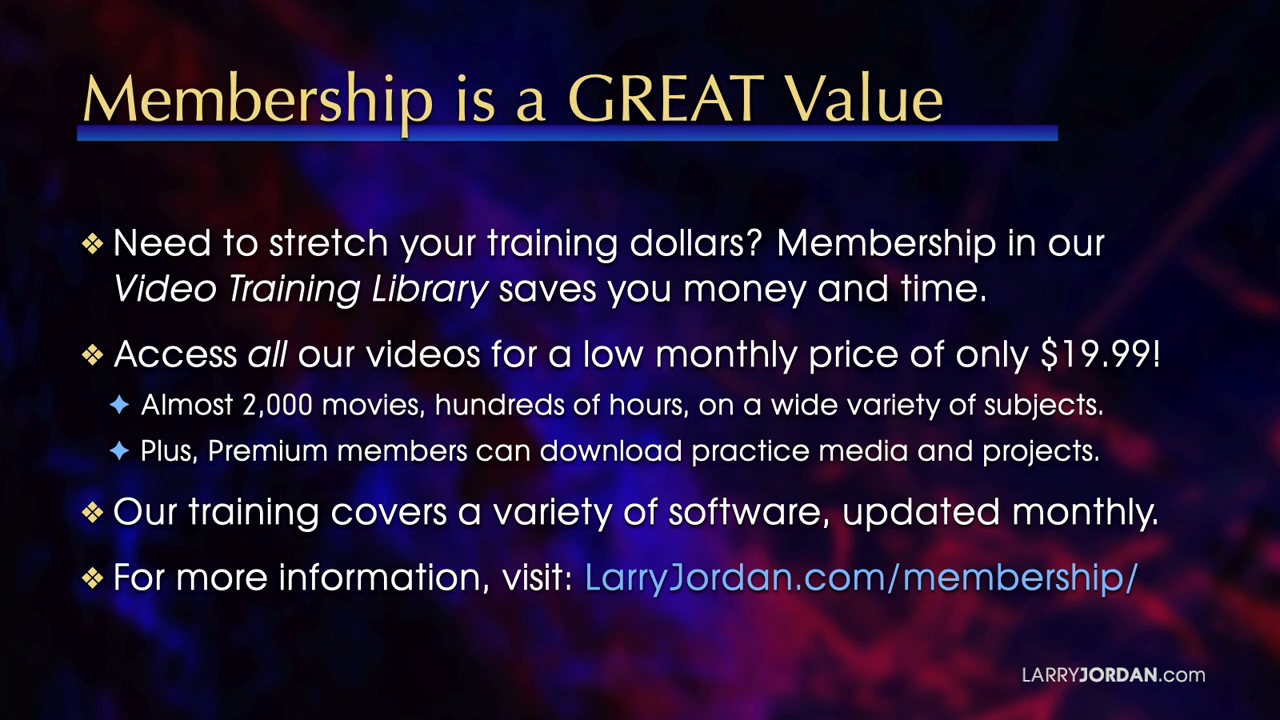 Membership is a GREAT Value
❖ Need to stretch your training dollars? Membership in our
Video Training Library saves you money and time.
❖ Access all our videos for a low monthly price of only $19.99!
✦ Almost 2,000 movies, hundreds of hours, on a wide variety of subjects.
✦ Plus, Premium members can download practice media and projects.
❖ Our training covers a variety of software, updated monthly.
❖ For more information, visit: LarryJordan.com/membership/
LARRYJORDAN.com